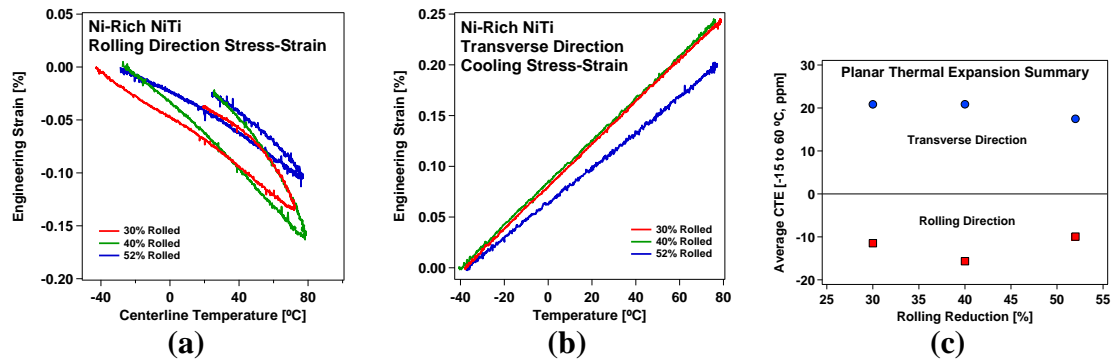 Ni-Rich NiTi
Rolling Direction Stress-Strain
0.05
0.00
-0.05
-0.10
-0.15
-0.20
Engineering Strain [%]
30% Rolled
40% Rolled
52% Rolled
-40
0
40
80
Centerline Temperature [ºC]
(a)
Ni-Rich NiTi
Transverse Direction
Cooling Stress-Strain
0.25
0.20
0.15
0.10
0.05
0.00
Engineering Strain [%]
30% Rolled
40% Rolled
52% Rolled
-40
-20
0
20
40
60
80
Temperature [ºC]
(b)
Planar Thermal Expansion Summary
30
20
10
0
-10
-20
Average CTE [-15 to 60 ºC, ppm]
Transverse Direction
Rolling Direction
25
30
35
40
45
50
55
Rolling Reduction [%]
(c)